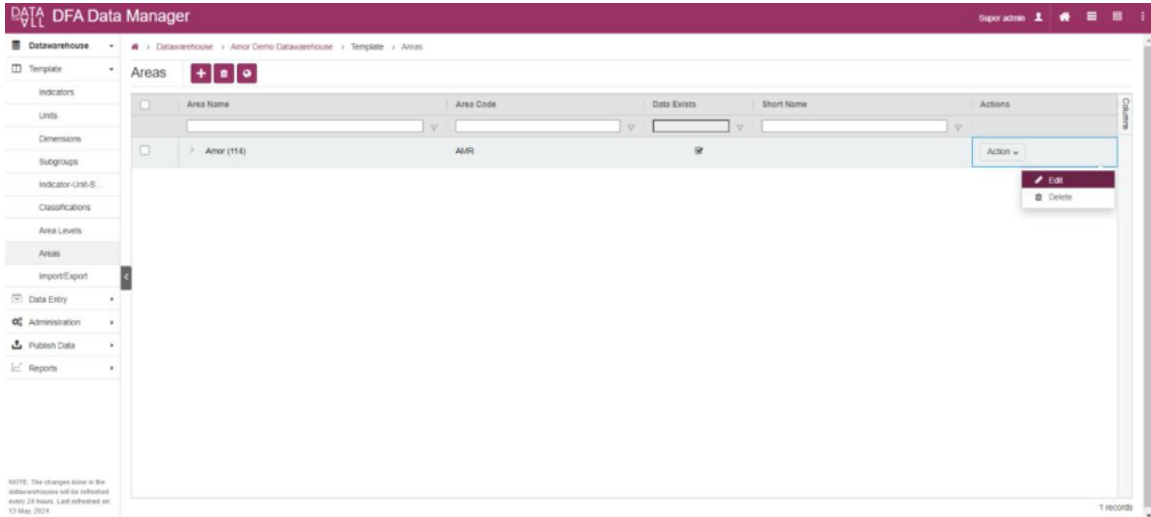 DATA FOR ALL DFA Data Manager
Super admin
Datawarehouse
Template
Indicators
Units
Dimensions
Subgroups
Indicator-Unit-S...
Classifications
Area Levels
Areas
Import/Export
Data Entry
Administration
Publish Data
Reports
NOTE: The changes done in the
datawarehouses will be refreshed
every 24 hours. Last refreshed on:
13 May, 2024
> Datawarehouse > Amor Demo Datawarehouse > Template > Areas
Areas
Area Name Area Code Data Exists Short Name Actions
Columns
> Amor (114) AMR Action
Edit
Delete
1 records